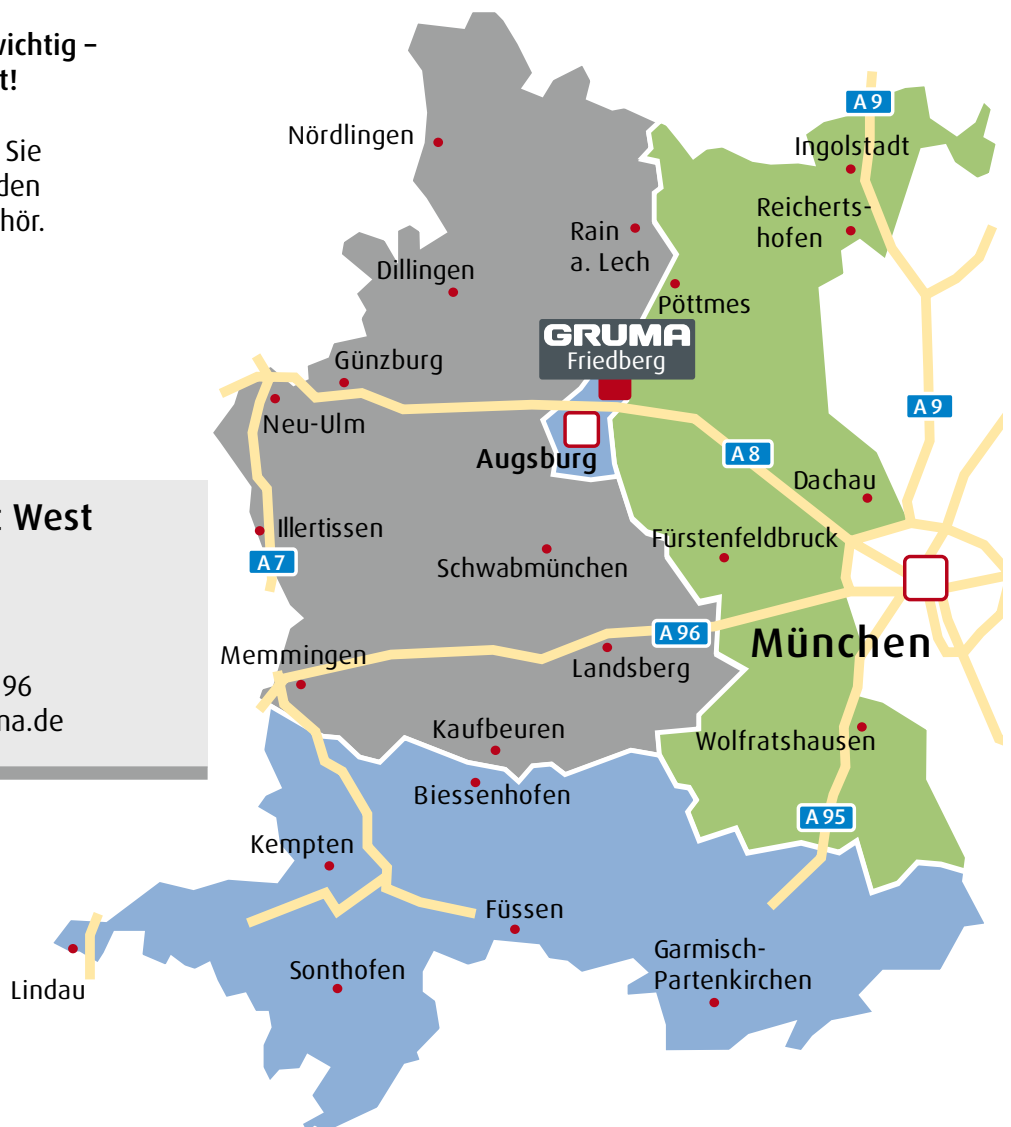 wichtig –
t!
Sie
den
hör.
t West
96
na.de
A 9
Nördlingen
Ingolstadt
Reicherts-
hofen
Rain
a. Lech
Dillingen
Pöttmes
GRUMA
Friedberg
Günzburg
A 9
Neu-Ulm
Augsburg
A 8
Dachau
Illertissen
Fürstenfeldbruck
A 7
Schwabmünchen
A 96
München
Memmingen
Landsberg
Kaufbeuren
Wolfratshausen
Biessenhofen
A 95
Kempten
Füssen
Garmisch-
Partenkirchen
Sonthofen
Lindau